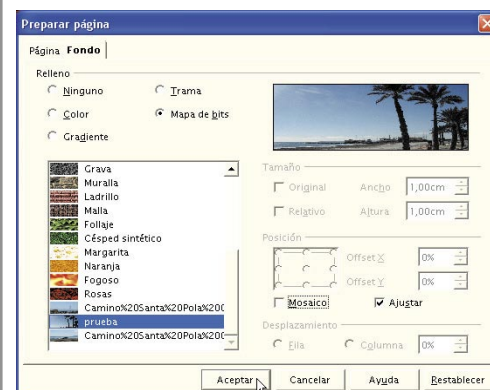 Preparar página
Página Fondo
Relleno
Ninguno Trama
Color Mapa de bits
Gradiente
Grava
Muralla
Ladrillo
Malla
Follaje
Césped sintético
Margarita
Naranja
Fogoso
Rosas
Camino%20Santa%20Pola%20
prueba
Camino%20Santa%20Pola%20
Tamaño
Original Ancho 1,00cm
Relativo Altura 1,00cm
Posición
Offset X 0%
Offset Y 0%
Mosaico Ajustar
Desplazamiento
Fila Columna 0%
Aceptar Cancelar Ayuda Restablecer